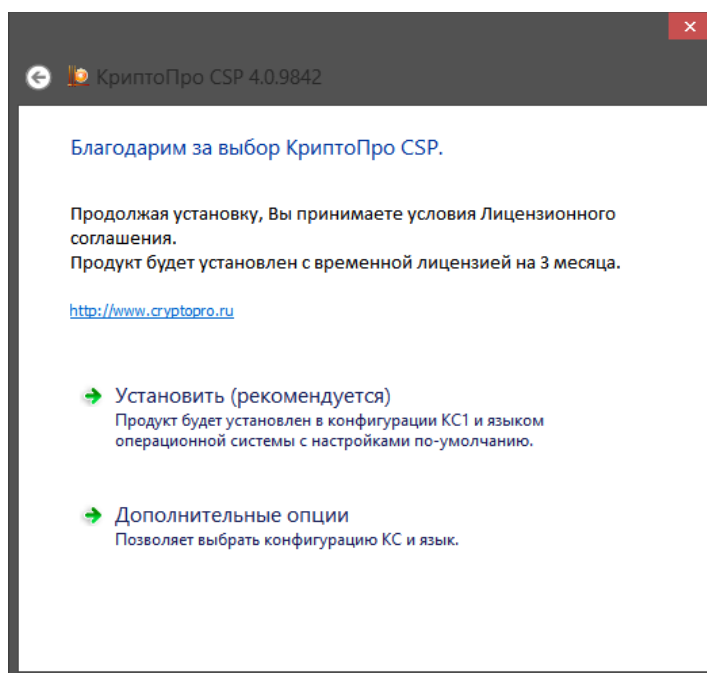 КриптоПро CSP 4.0.9842
Благодарим за выбор КриптоПро CSP.
Продолжая установку, Вы принимаете условия Лицензионного
соглашения.
Продукт будет установлен с временной лицензией на 3 месяца.
http://www.cryptopro.ru
Установить (рекомендуется)
Продукт будет установлен в конфигурации КС1 и языком
операционной системы с настройками по-умолчанию.
Дополнительные опции
Позволяет выбрать конфигурацию КС и язык.